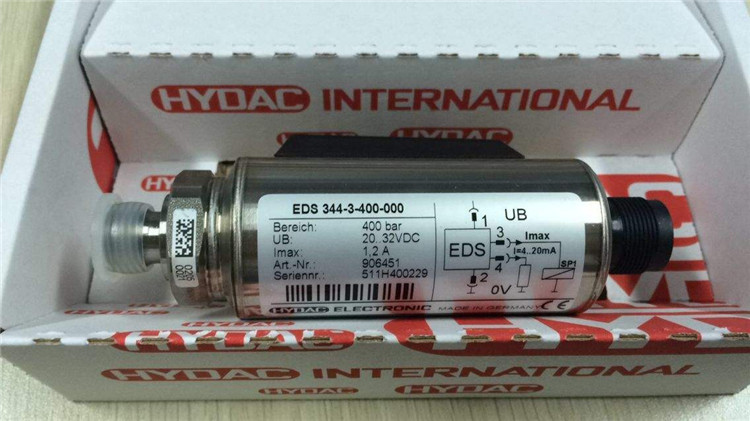 HYDAC INTERNATIONAL
EDS 344-3-400-000
Bereich: 400 bar
UB: 20..32VDC
Imax: 1,2 A
Art.-Nr.: 906451
Seriennr.: 511H400229
HYDAC ELECTRONIC MADE IN GERMANY CE
1 UB
3 Imax
EDS I=4..20mA
4
SP1
2
0V
HYDAC INTERNATIONAL